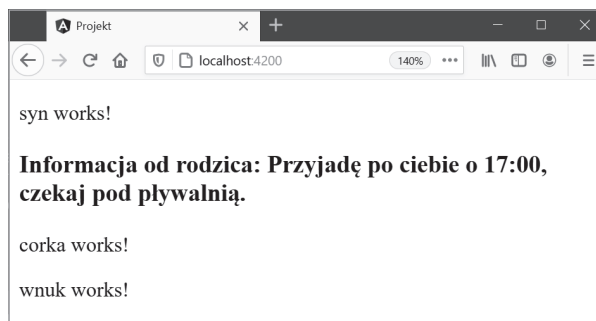 Projekt
localhost:4200
140%
syn works!
Informacja od rodzica: Przyjadę po ciebie o 17:00,
czekaj pod pływalnią.
corka works!
wnuk works!